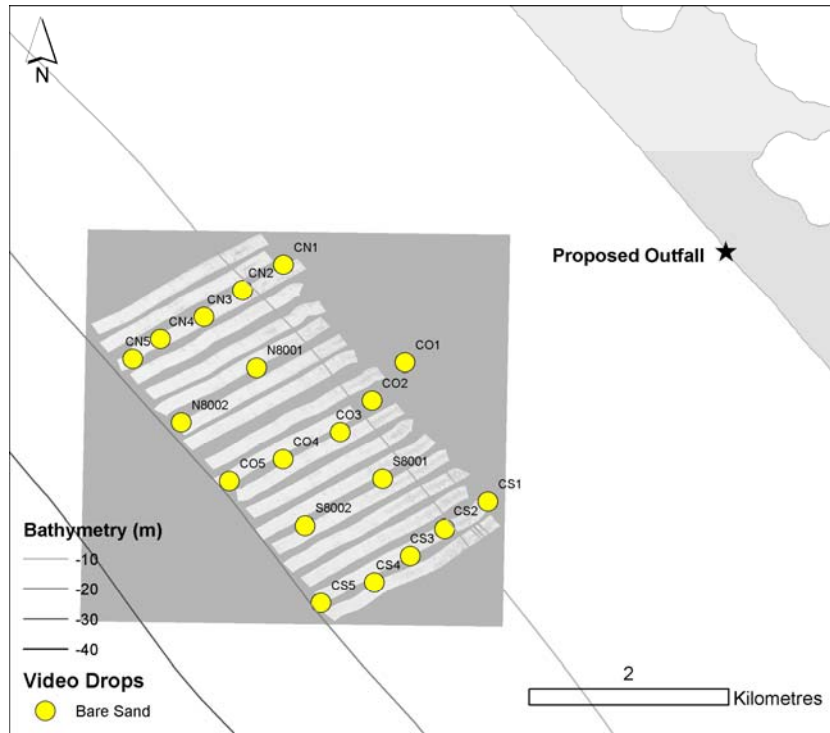 N
CN1
CN2
CN3
CN4
CN5
Proposed Outfall
N8001
CO1
CO2
N8002
CO3
CO4
CO5
S8001
CS1
S8002
CS2
CS3
CS4
CS5
Bathymetry (m)
-10
-20
-30
-40
Video Drops
Bare Sand
2
Kilometres